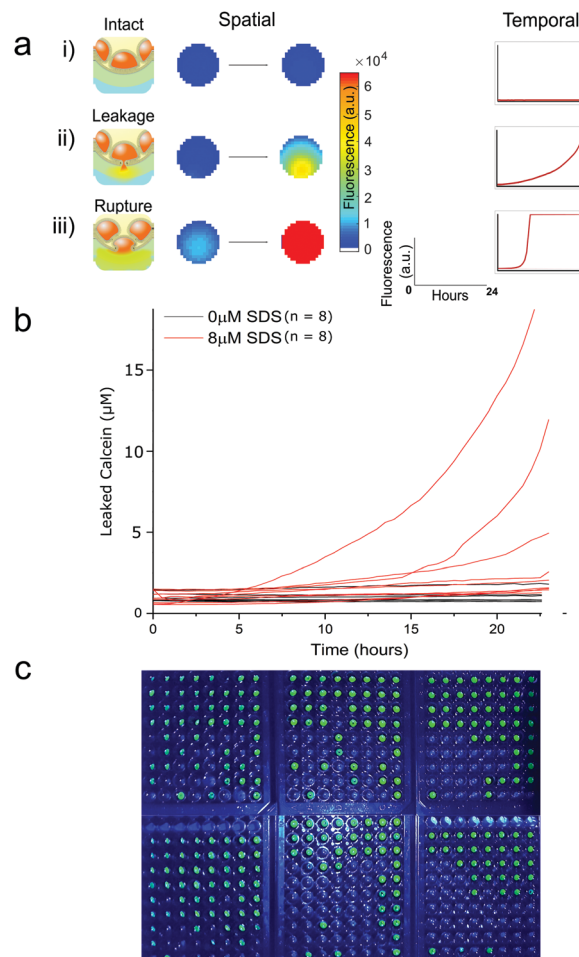 a
Intact
Spatial
Temporal
i)
×10⁴
Leakage
ii)
Rupture
iii)
6
5
4
3
2
1
0
Fluorescence (a.u.)
Fluorescence
(a.u.)
0
Hours
24
b
0µM SDS (n = 8)
8µM SDS (n = 8)
Leaked Calcein (µM)
15
10
5
0
0
5
10
15
20
Time (hours)
c